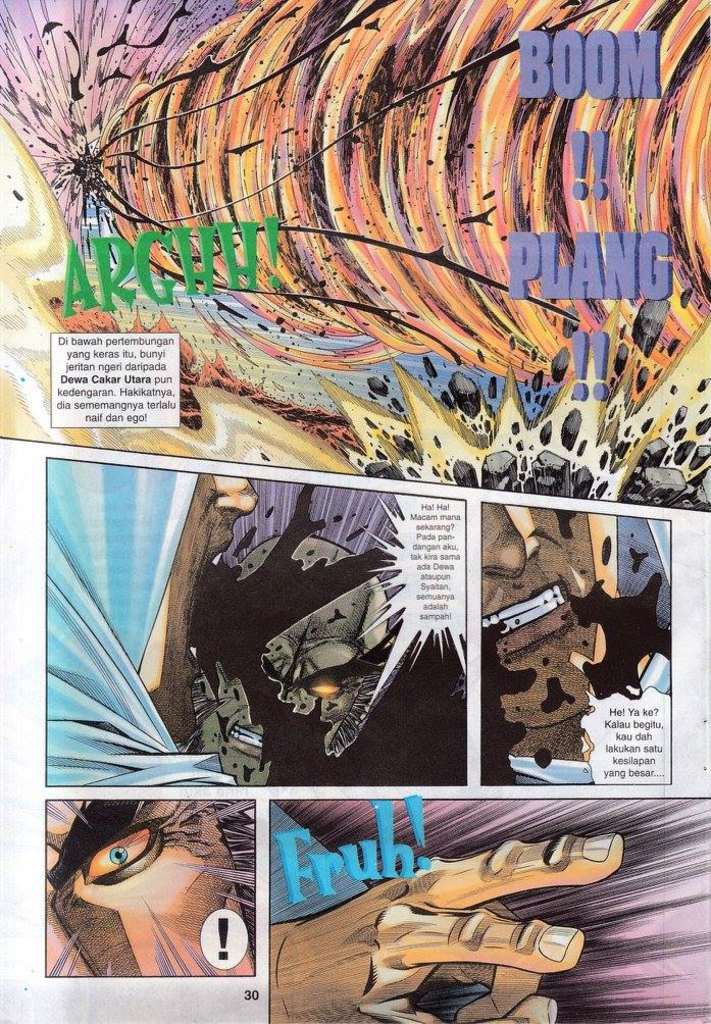 BOOM
!!
PLANG
!!
ARGHH!
Di bawah pertembungan
yang keras itu, bunyi
jeritan ngeri daripada
Dewa Cakar Utara pun
kedengaran. Hakikatnya,
dia sememangnya terlalu
naif dan ego!
Ha! Ha!
Macam mana
sekarang?
Pada pan-
dangan aku,
tak kira sama
ada Dewa
ataupun
Syaitan,
semuanya
adalah
sampah!
He! Ya ke?
Kalau begitu,
kau dah
lakukan satu
kesilapan
yang besar....
!
Fruh!
30